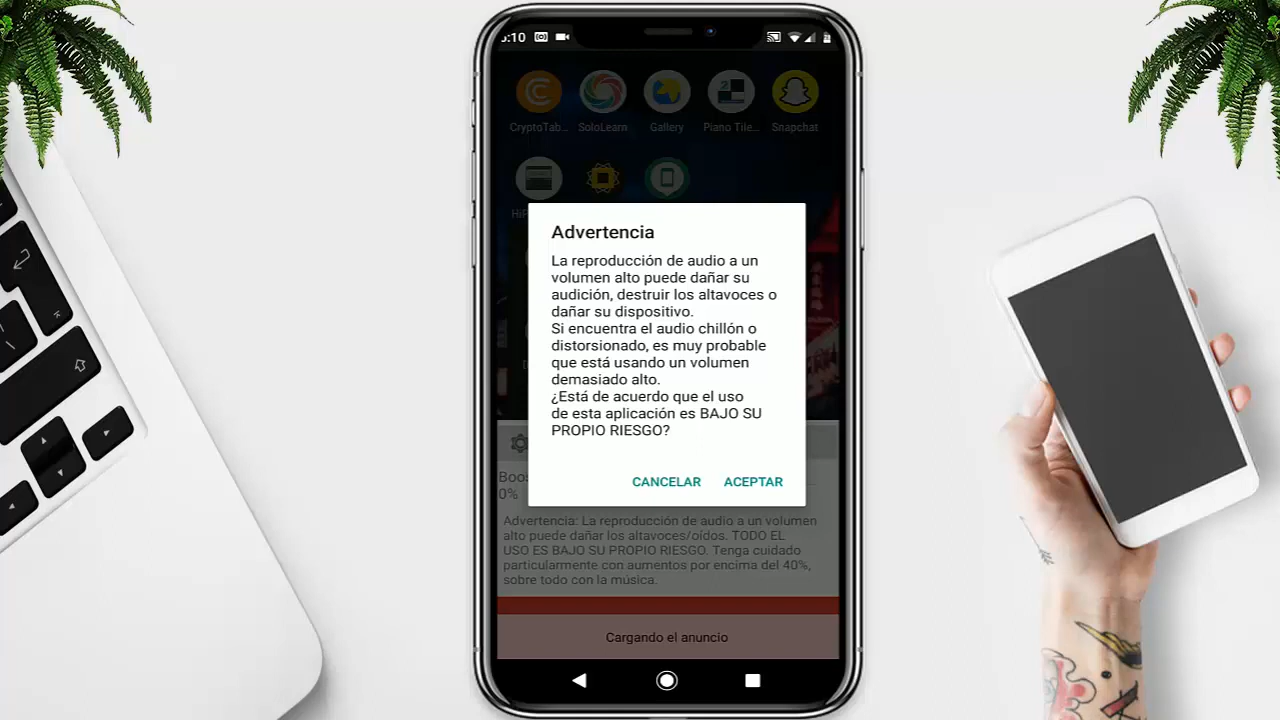 :10
CryptoTab...
SoloLearn
Gallery
Piano Tile...
Snapchat
Advertencia
La reproducción de audio a un
volumen alto puede dañar su
audición, destruir los altavoces o
dañar su dispositivo.
Si encuentra el audio chillón o
distorsionado, es muy probable
que está usando un volumen
demasiado alto.
¿Está de acuerdo que el uso
de esta aplicación es BAJO SU
PROPIO RIESGO?
CANCELAR ACEPTAR
0%
Advertencia: La reproducción de audio a un volumen
alto puede dañar los altavoces/oídos. TODO EL
USO ES BAJO SU PROPIO RIESGO. Tenga cuidado
particularmente con aumentos por encima del 40%,
sobre todo con la música.
Cargando el anuncio